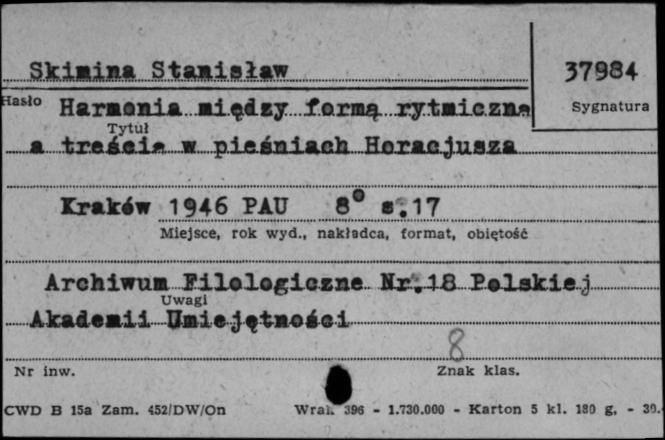 Skimina Stanisław
37984
Hasło Harmonia między formą rytmiczną
Sygnatura
Tytuł
a treścią w pieśniach Horacjusza
Kraków 1946 PAU 8° s.17
Miejsce, rok wyd., nakładca, format, objętość
Archiwum Filologiczne Nr.18 Polskiej
Uwagi
Akademii Umiejętności
8
Nr inw. Znak klas.
CWD B 15a Zam. 452/DW/On 396 - 1.730.000 - Karton 5 kl. 180 g. - 30.